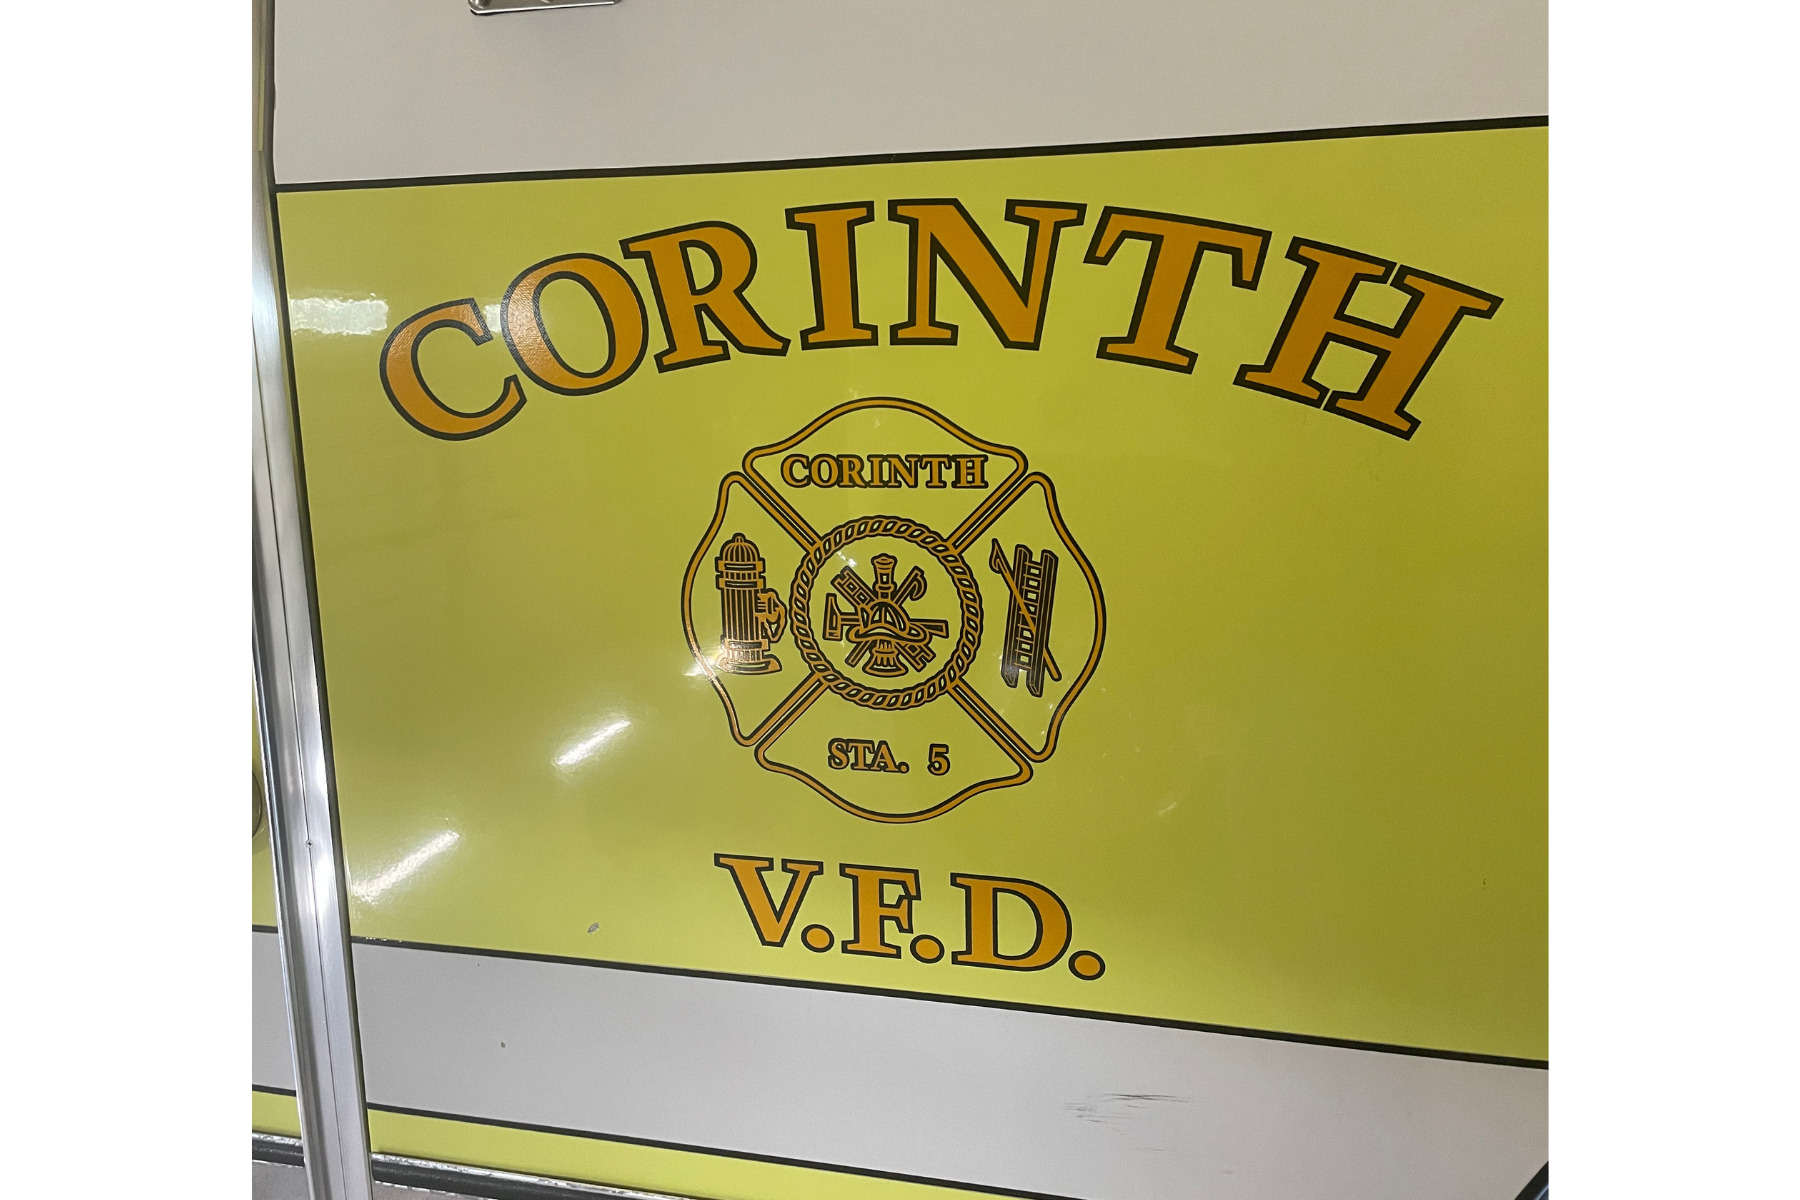 CORINTH
CORINTH
STA. 5
V.F.D.